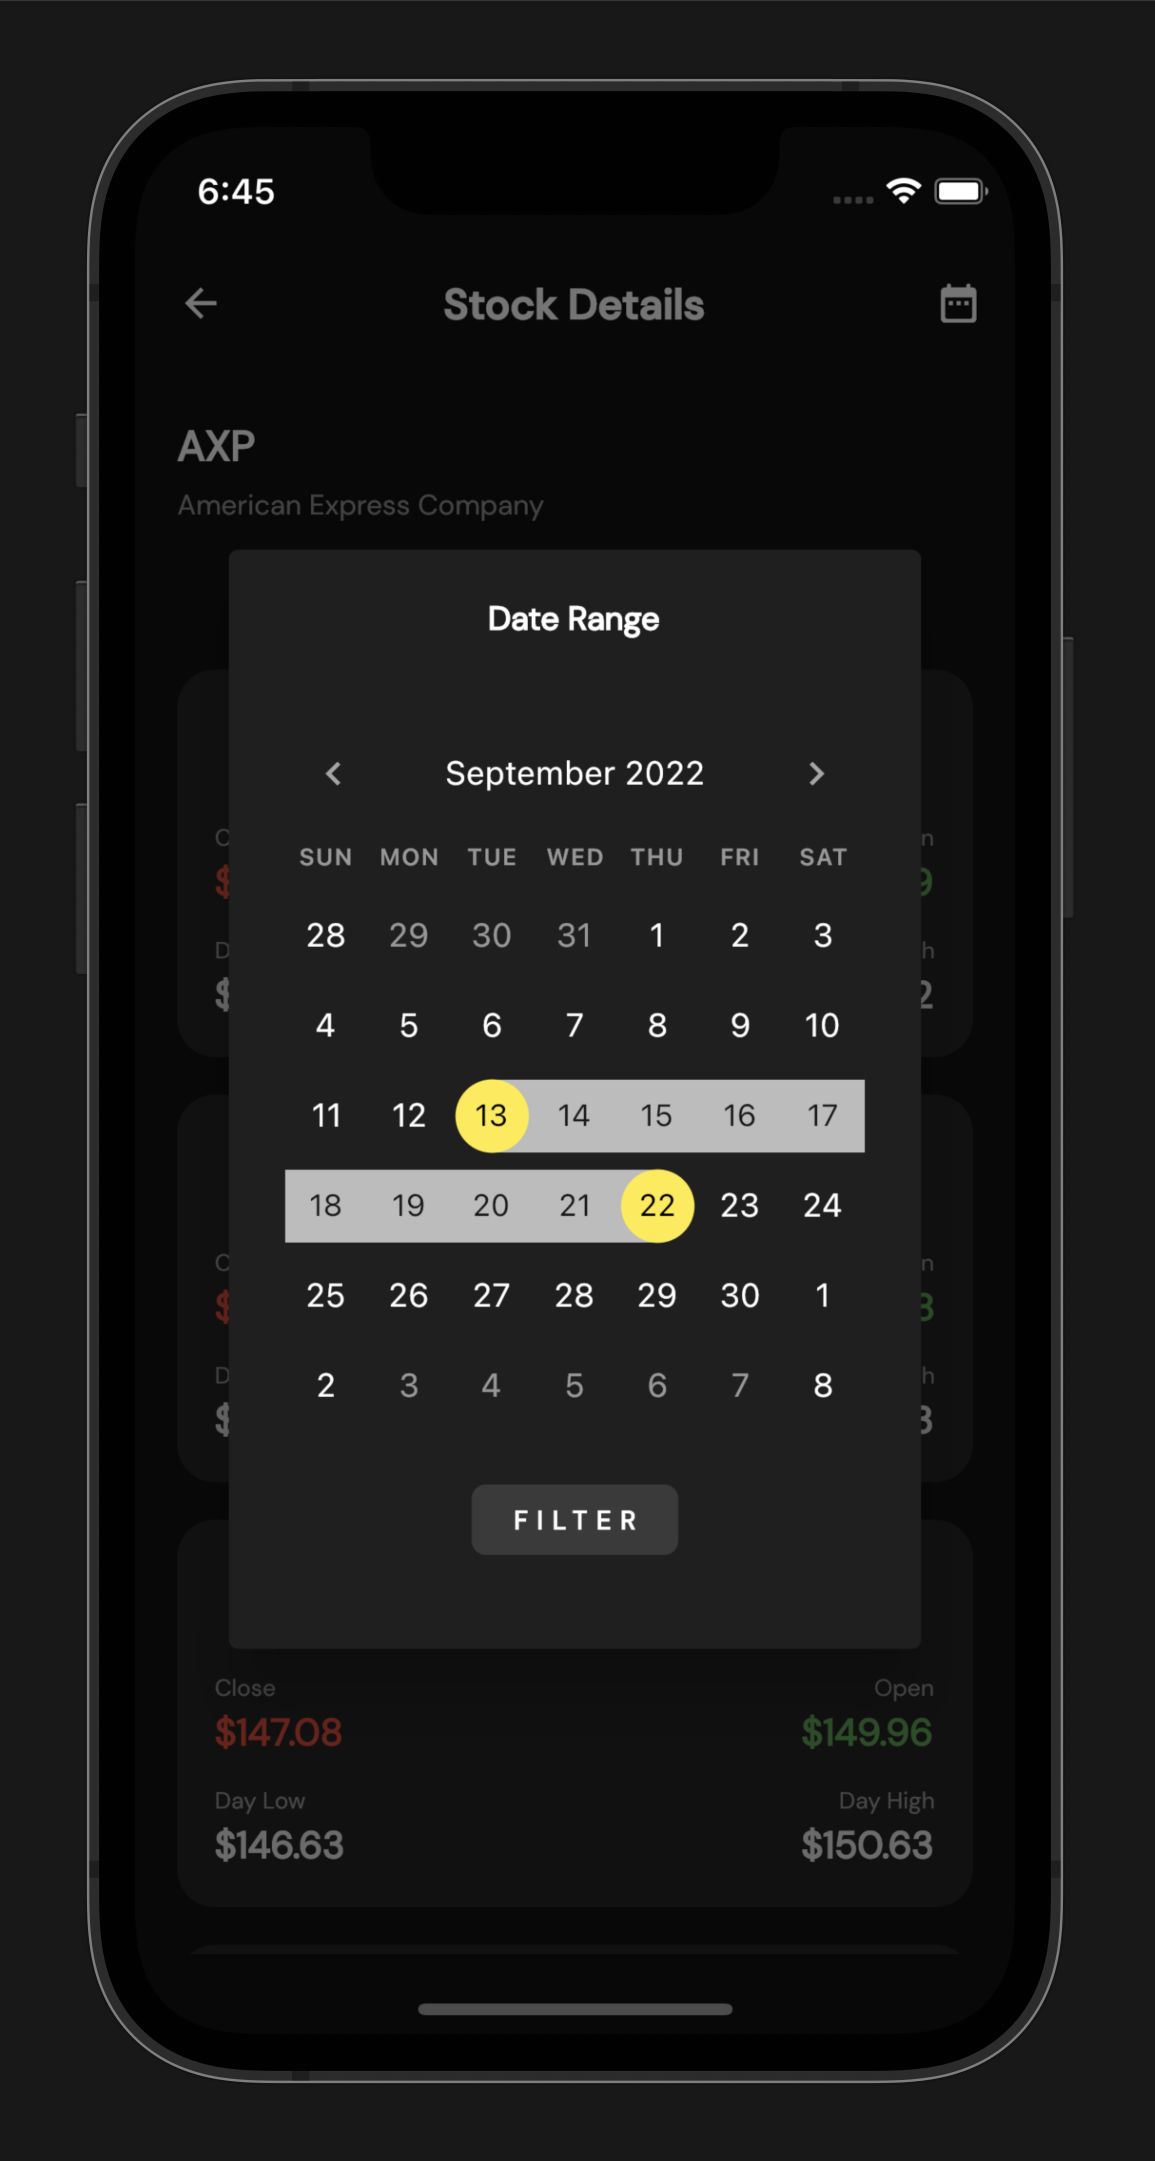 6:45
Stock Details
AXP
American Express Company
Date Range
September 2022
SUN MON TUE WED THU FRI SAT
28 29 30 31 1 2 3
4 5 6 7 8 9 10
11 12 13 14 15 16 17
18 19 20 21 22 23 24
25 26 27 28 29 30 1
2 3 4 5 6 7 8
FILTER
Close Open
$147.08 $149.96
Day Low Day High
$146.63 $150.63